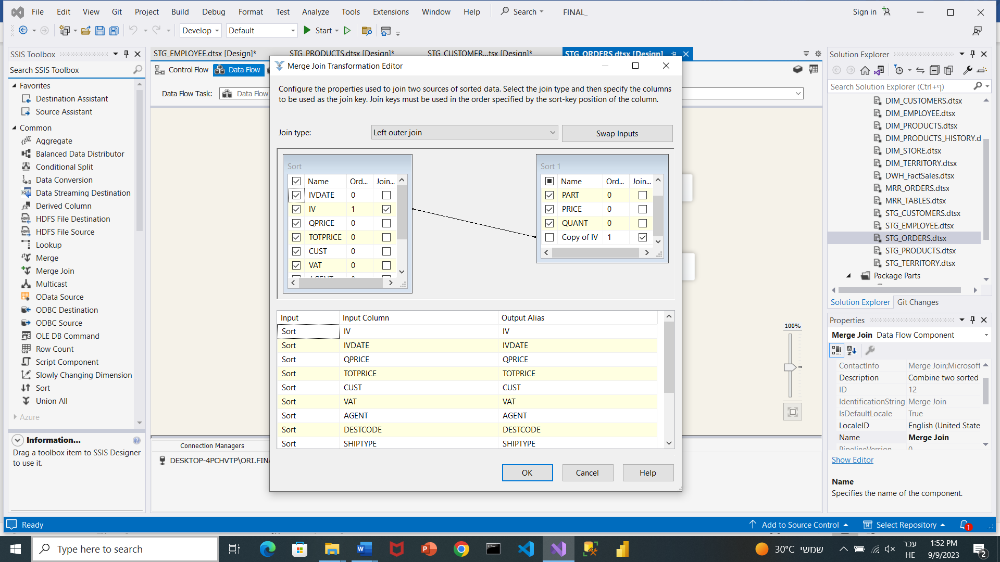 File Edit View Git Project Build Debug Format Test Analyze Tools Extensions Window Help Search FINAL_ Sign in
Develop Default Start
SSIS Toolbox
Search SSIS Toolbox
Favorites
Destination Assistant
Source Assistant
Common
Aggregate
Balanced Data Distributor
Conditional Split
Data Conversion
Data Streaming Destination
Derived Column
HDFS File Destination
HDFS File Source
Lookup
Merge
Merge Join
Multicast
OData Source
ODBC Destination
ODBC Source
OLE DB Command
Row Count
Script Component
Slowly Changing Dimension
Sort
Union All
Azure
Information...
Drag a toolbox item to SSIS Designer
to use it.
STG_EMPLOYEE.dtsx [Design]* STG_PRODUCTS.dtsx [Design]* STG_CUSTOMER...tsx [Design]* STG_ORDERS.dtsx [Design]
Control Flow Data Flow
Data Flow Task: Data Flow
100%
Connection Managers
DESKTOP-4PCHVTP\ORI.FINA
Merge Join Transformation Editor
Configure the properties used to join two sources of sorted data. Select the join type and then specify the columns
to be used as the join key. Join keys must be used in the order specified by the sort-key position of the column.
Join type: Left outer join Swap Inputs
Sort
Name Ord... Join...
IVDATE 0
IV 1
QPRICE 0
TOTPRICE 0
CUST 0
VAT 0
AGENT 0
Sort 1
Name Ord... Join...
PART 0
PRICE 0
QUANT 0
Copy of IV 1
Input Input Column Output Alias
Sort IV IV
Sort IVDATE IVDATE
Sort QPRICE QPRICE
Sort TOTPRICE TOTPRICE
Sort CUST CUST
Sort VAT VAT
Sort AGENT AGENT
Sort DESTCODE DESTCODE
Sort SHIPTYPE SHIPTYPE
OK Cancel Help
Solution Explorer
Search Solution Explorer (Ctrl+ף)
DIM_CUSTOMERS.dtsx
DIM_EMPLOYEE.dtsx
DIM_PRODUCTS.dtsx
DIM_PRODUCTS_HISTORY.d
DIM_STORE.dtsx
DIM_TERRITORY.dtsx
DWH_FactSales.dtsx
MRR_ORDERS.dtsx
MRR_TABLES.dtsx
STG_CUSTOMERS.dtsx
STG_EMPLOYEE.dtsx
STG_ORDERS.dtsx
STG_PRODUCTS.dtsx
STG_TERRITORY.dtsx
Package Parts
Solution Explorer Git Changes
Properties
Merge Join Data Flow Component
ContactInfo Merge Join;Microsoft
Description Combine two sorted
ID 12
IdentificationString Merge Join
IsDefaultLocale True
LocaleID English (United State
Name Merge Join
PipelineVersion 0
Show Editor
Name
Specifies the name of the component.
Ready Add to Source Control Select Repository 1
Type here to search
30°C שמשי
עבר
HE
1:52 PM
9/9/2023
2